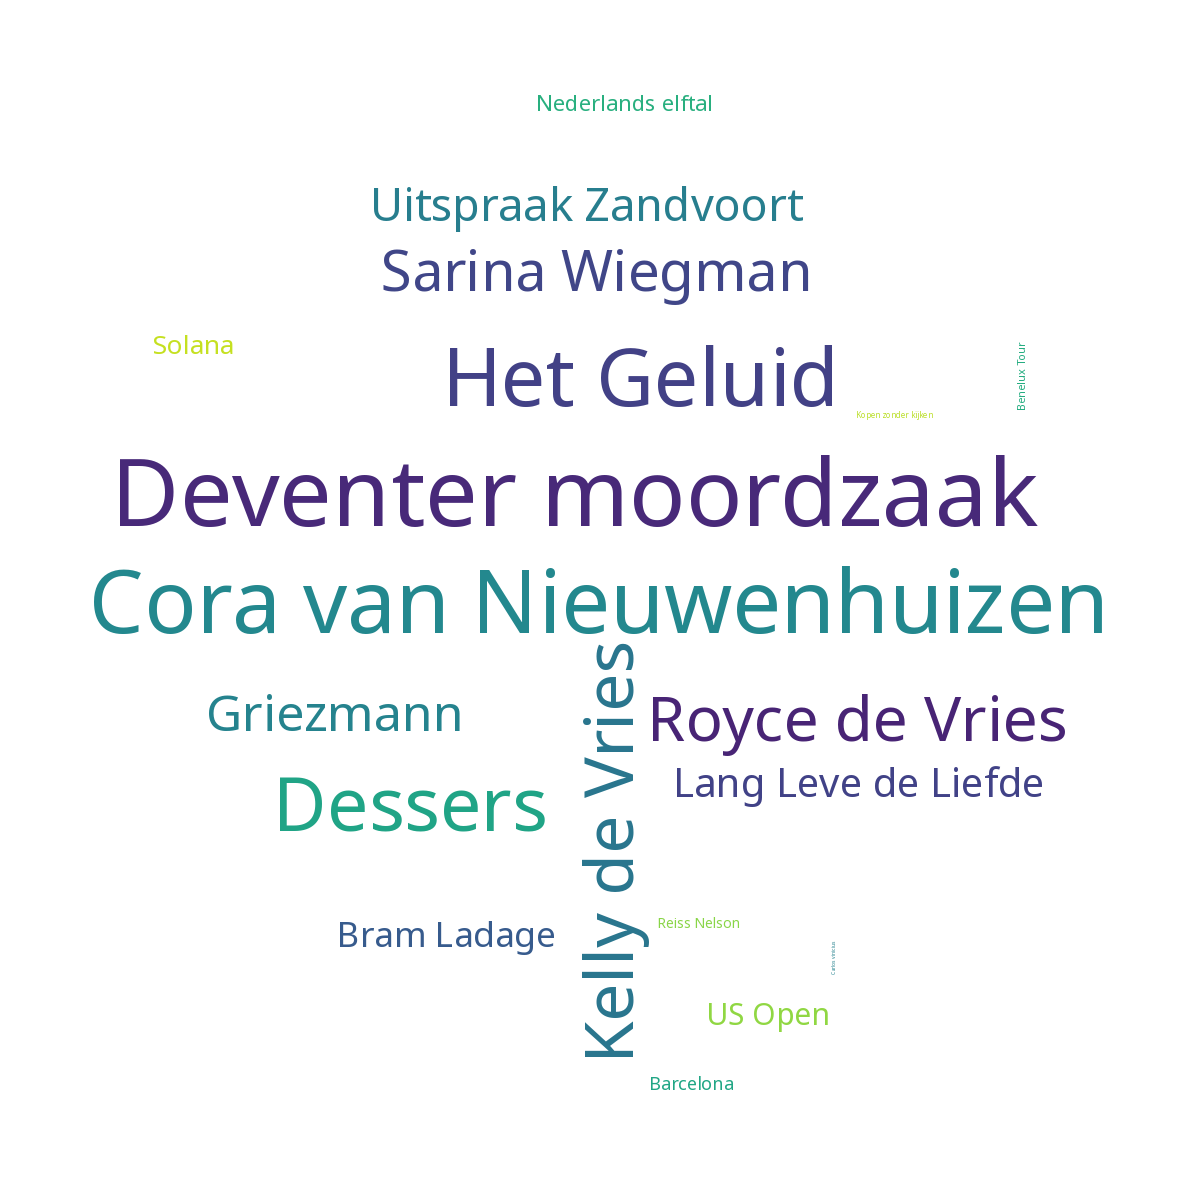 Nederlands elftal
Uitspraak Zandvoort
Sarina Wiegman
Solana
Het Geluid
Benelux Tour
Kopen zonder kijken
Deventer moordzaak
Cora van Nieuwenhuizen
Kelly de Vries
Griezmann
Royce de Vries
Lang Leve de Liefde
Dessers
Bram Ladage
Reiss Nelson
Carlos vinicius
US Open
Barcelona